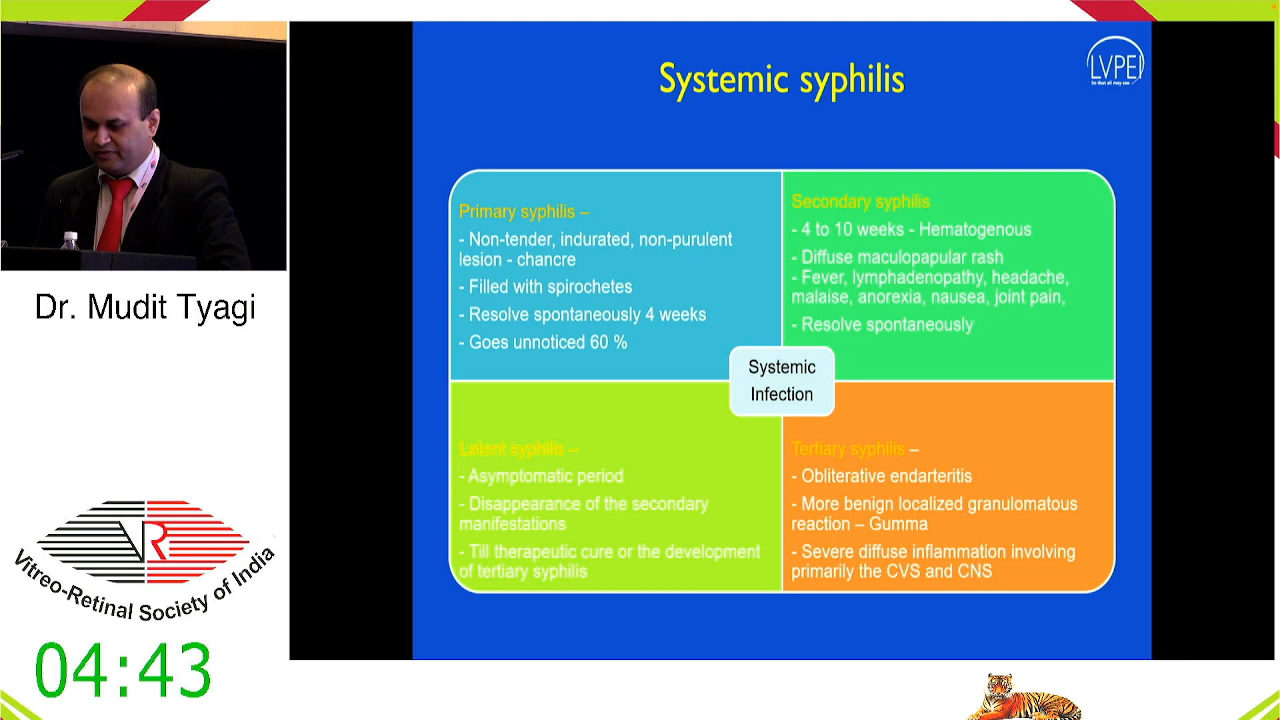 Systemic syphilis
LVPEI
Primary syphilis –
- Non-tender, indurated, non-purulent
lesion - chancre
- Filled with spirochetes
- Resolve spontaneously 4 weeks
- Goes unnoticed 60 %
Secondary syphilis
- 4 to 10 weeks - Hematogenous
- Diffuse maculopapular rash
- Fever, lymphadenopathy, headache,
malaise, anorexia, nausea, joint pain,
- Resolve spontaneously
Systemic
Infection
Latent syphilis –
- Asymptomatic period
- Disappearance of the secondary
manifestations
- Till therapeutic cure or the development
of tertiary syphilis
Tertiary syphilis –
- Obliterative endarteritis
- More benign localized granulomatous
reaction – Gumma
- Severe diffuse inflammation involving
primarily the CVS and CNS
Dr. Mudit Tyagi
VR
Vitreo-Retinal Society of India
04:43